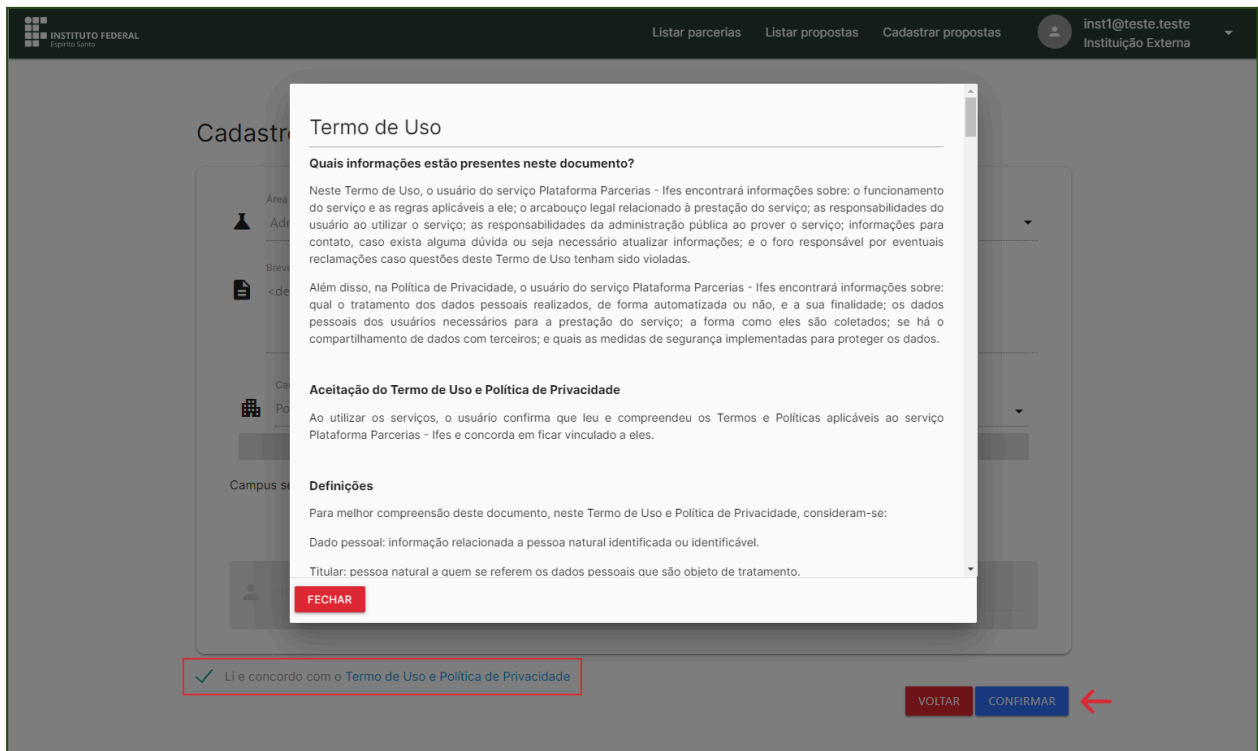 INSTITUTO FEDERAL
Espírito Santo
Listar parcerias
Listar propostas
Cadastrar propostas
inst1@teste.teste
Instituição Externa
Termo de Uso
Quais informações estão presentes neste documento?
Neste Termo de Uso, o usuário do serviço Plataforma Parcerias - Ifes encontrará informações sobre: o funcionamento
do serviço e as regras aplicáveis a ele; o arcabouço legal relacionado à prestação do serviço; as responsabilidades do
usuário ao utilizar o serviço; as responsabilidades da administração pública ao prover o serviço; informações para
contato, caso exista alguma dúvida ou seja necessário atualizar informações; e o foro responsável por eventuais
reclamações caso questões deste Termo de Uso tenham sido violadas.
Além disso, na Política de Privacidade, o usuário do serviço Plataforma Parcerias - Ifes encontrará informações sobre:
qual o tratamento dos dados pessoais realizados, de forma automatizada ou não, e a sua finalidade; os dados
pessoais dos usuários necessários para a prestação do serviço; a forma como eles são coletados; se há o
compartilhamento de dados com terceiros; e quais as medidas de segurança implementadas para proteger os dados.
Aceitação do Termo de Uso e Política de Privacidade
Ao utilizar os serviços, o usuário confirma que leu e compreendeu os Termos e Políticas aplicáveis ao serviço
Plataforma Parcerias - Ifes e concorda em ficar vinculado a eles.
Definições
Para melhor compreensão deste documento, neste Termo de Uso e Política de Privacidade, consideram-se:
Dado pessoal: informação relacionada a pessoa natural identificada ou identificável.
Titular: pessoa natural a quem se referem os dados pessoais que são objeto de tratamento.
FECHAR
Área
Campus
Li e concordo com o Termo de Uso e Política de Privacidade
VOLTAR
CONFIRMAR